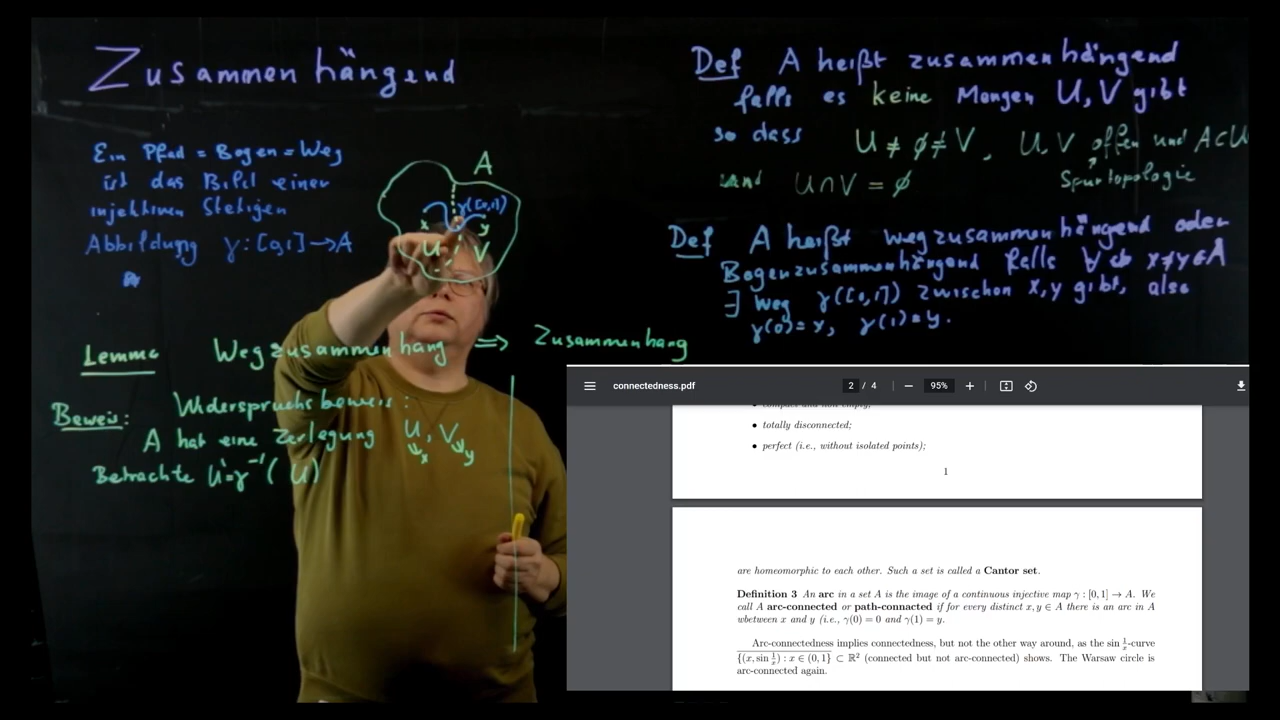 Zusammenhängend
Ein Pfad = Bogen = Weg
ist das Bild einer
injektiven stetigen
Abbildung γ: [0,1] → A
A
γ([0,1])
x y
U V
Lemma Wegzusammenhang ⟹ Zusammenhang
Beweis: Widerspruchsbeweis:
A hat eine Zerlegung U, V
x y
Betrachte U'=γ⁻¹(U)
Def A heißt zusammenhängend
falls es keine Mengen U, V gibt
so dass U ≠ ∅ ≠ V, U, V offen und A⊂U
und U∩V = ∅ Spurtopologie
Def A heißt wegzusammenhängend oder
Bogenzusammenhängend falls ∀ x≠y∈A
∃ Weg γ([0,1]) zwischen x,y gibt, also
γ(0)=x, γ(1)=y.
connectedness.pdf 2 / 4 95%
• compact and non empty;
• totally disconnected;
• perfect (i.e., without isolated points);
1
are homeomorphic to each other. Such a set is called a Cantor set.
Definition 3 An arc in a set A is the image of a continuous injective map γ : [0,1] → A. We
call A arc-connected or path-connacted if for every distinct x, y ∈ A there is an arc in A
wbetween x and y (i.e., γ(0) = 0 and γ(1) = y.
Arc-connectedness implies connectedness, but not the other way around, as the sin 1/x-curve
{(x, sin 1/x) : x ∈ (0, 1} ⊂ ℝ² (connected but not arc-connected) shows. The Warsaw circle is
arc-connected again.